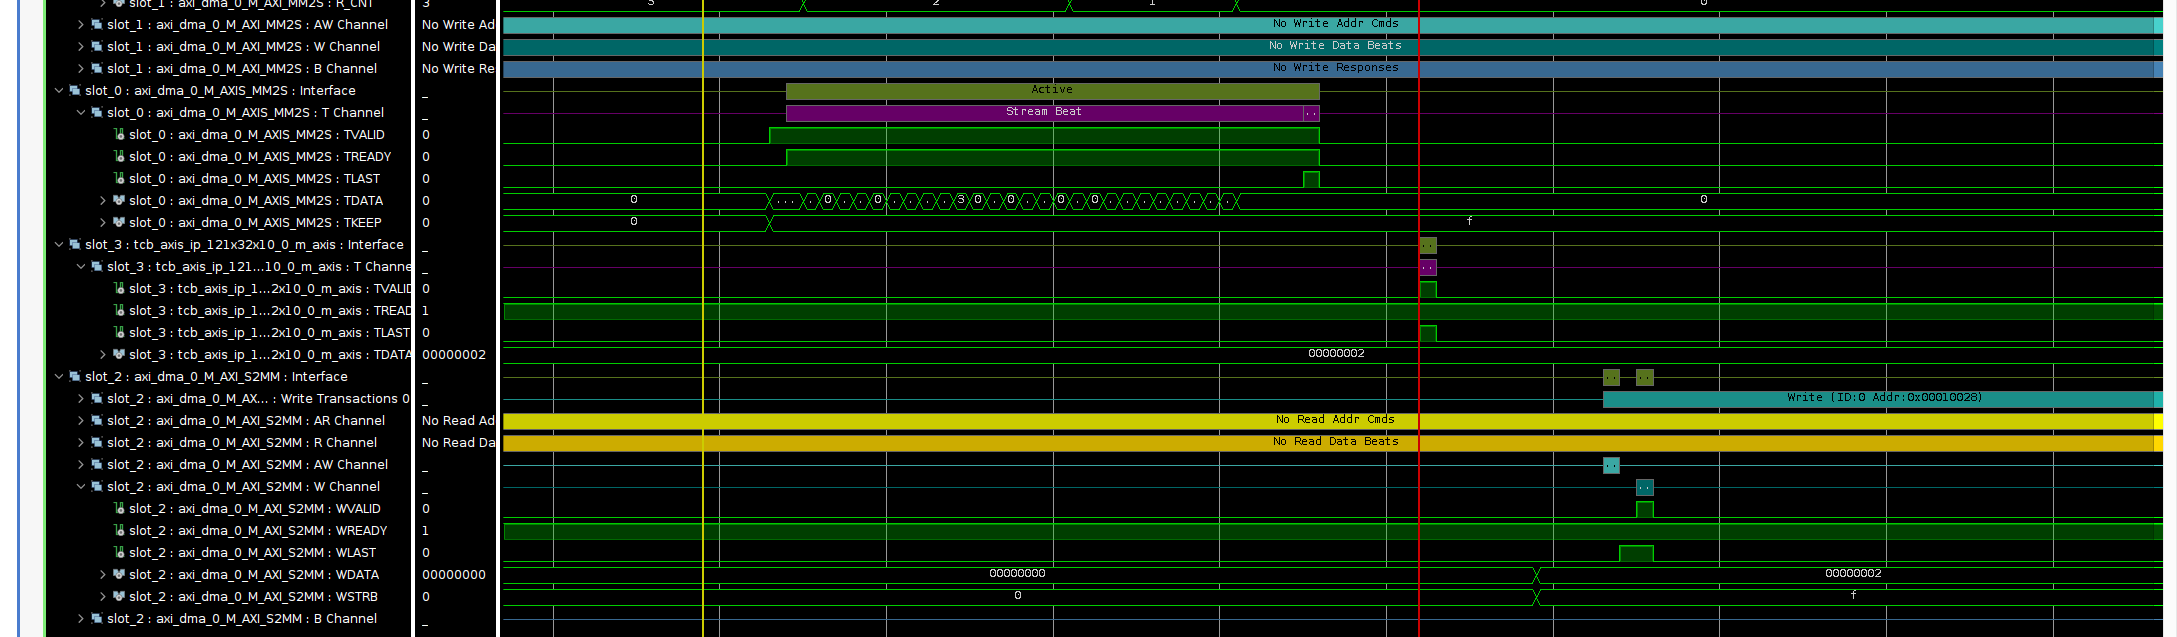 slot_1 : axi_dma_0_M_AXI_MM2S : R_CNT 3 2 1 0
slot_1 : axi_dma_0_M_AXI_MM2S : AW Channel No Write Ad No Write Addr Cmds
slot_1 : axi_dma_0_M_AXI_MM2S : W Channel No Write Da No Write Data Beats
slot_1 : axi_dma_0_M_AXI_MM2S : B Channel No Write Re No Write Responses
slot_0 : axi_dma_0_M_AXIS_MM2S : Interface _ Active
slot_0 : axi_dma_0_M_AXIS_MM2S : T Channel _ Stream Beat ..
slot_0 : axi_dma_0_M_AXIS_MM2S : TVALID 0
slot_0 : axi_dma_0_M_AXIS_MM2S : TREADY 0
slot_0 : axi_dma_0_M_AXIS_MM2S : TLAST 0
slot_0 : axi_dma_0_M_AXIS_MM2S : TDATA 0 0 ... 0 0 3 0 0 0 0 0
slot_0 : axi_dma_0_M_AXIS_MM2S : TKEEP 0 0 f
slot_3 : tcb_axis_ip_121x32x10_0_m_axis : Interface _ ..
slot_3 : tcb_axis_ip_121...10_0_m_axis : T Channe _ ..
slot_3 : tcb_axis_ip_1...2x10_0_m_axis : TVALID 0
slot_3 : tcb_axis_ip_1...2x10_0_m_axis : TREAD 1
slot_3 : tcb_axis_ip_1...2x10_0_m_axis : TLAST 0
slot_3 : tcb_axis_ip_1...2x10_0_m_axis : TDATA 00000002 00000002
slot_2 : axi_dma_0_M_AXI_S2MM : Interface _ .. ..
slot_2 : axi_dma_0_M_AX... : Write Transactions 0 _ Write (ID:0 Addr:0x00010028)
slot_2 : axi_dma_0_M_AXI_S2MM : AR Channel No Read Ad No Read Addr Cmds
slot_2 : axi_dma_0_M_AXI_S2MM : R Channel No Read Da No Read Data Beats
slot_2 : axi_dma_0_M_AXI_S2MM : AW Channel _ ..
slot_2 : axi_dma_0_M_AXI_S2MM : W Channel _ ..
slot_2 : axi_dma_0_M_AXI_S2MM : WVALID 0
slot_2 : axi_dma_0_M_AXI_S2MM : WREADY 1
slot_2 : axi_dma_0_M_AXI_S2MM : WLAST 0
slot_2 : axi_dma_0_M_AXI_S2MM : WDATA 00000000 00000000 00000002
slot_2 : axi_dma_0_M_AXI_S2MM : WSTRB 0 0 f
slot_2 : axi_dma_0_M_AXI_S2MM : B Channel _